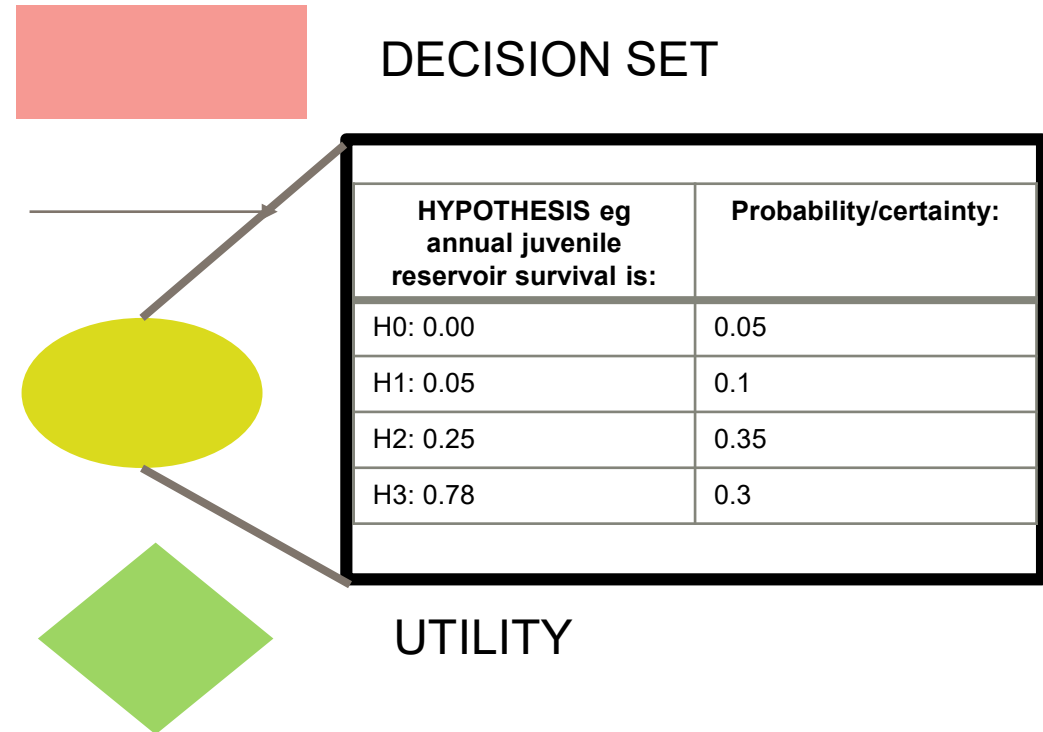 DECISION SET
HYPOTHESIS eg
annual juvenile
reservoir survival is:
Probability/certainty:
H0: 0.00
0.05
H1: 0.05
0.1
H2: 0.25
0.35
H3: 0.78
0.3
UTILITY